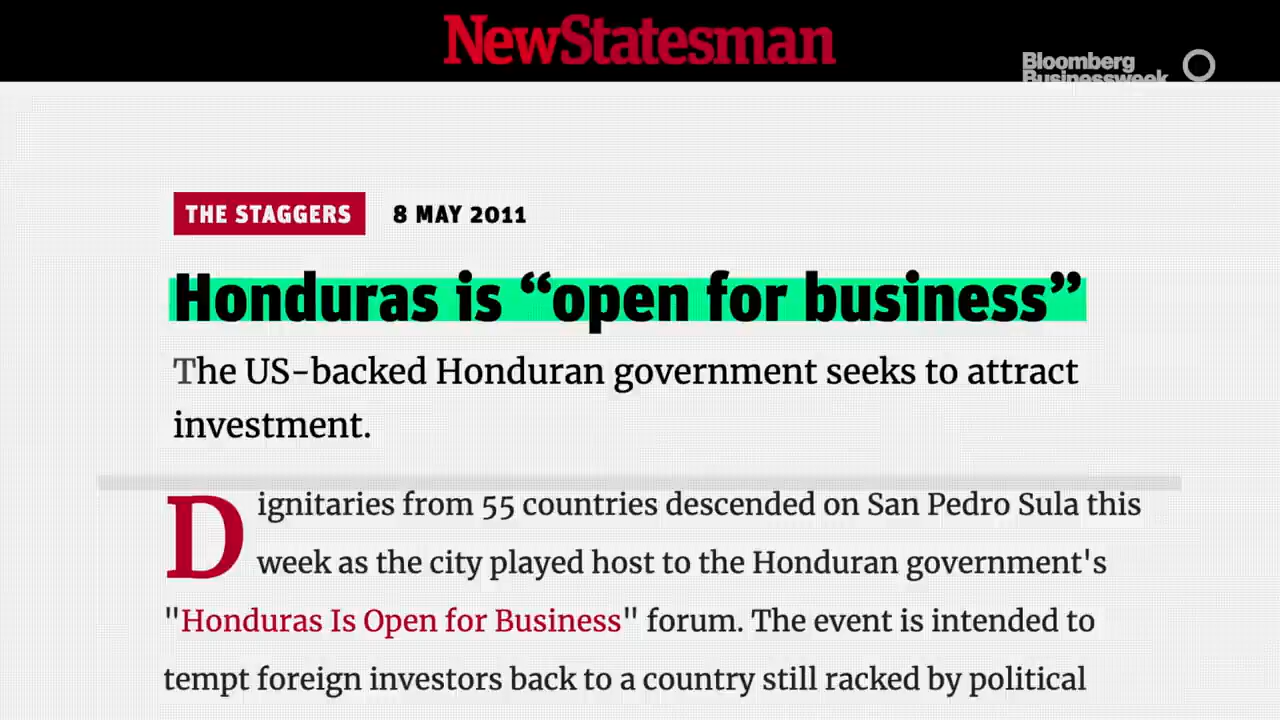 NewStatesman
Bloomberg
Businessweek
THE STAGGERS 8 MAY 2011
Honduras is “open for business”
The US-backed Honduran government seeks to attract
investment.
Dignitaries from 55 countries descended on San Pedro Sula this
week as the city played host to the Honduran government's
"Honduras Is Open for Business" forum. The event is intended to
tempt foreign investors back to a country still racked by political